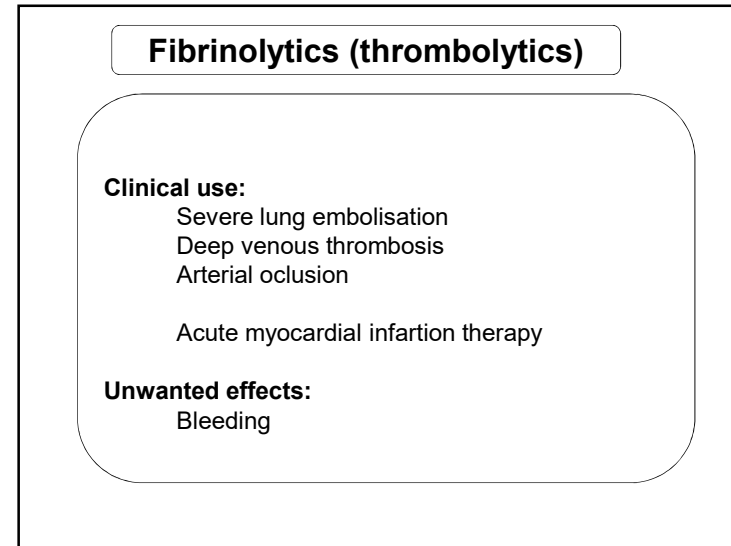 Fibrinolytics (thrombolytics)
Clinical use:
Severe lung embolisation
Deep venous thrombosis
Arterial oclusion
Acute myocardial infartion therapy
Unwanted effects:
Bleeding